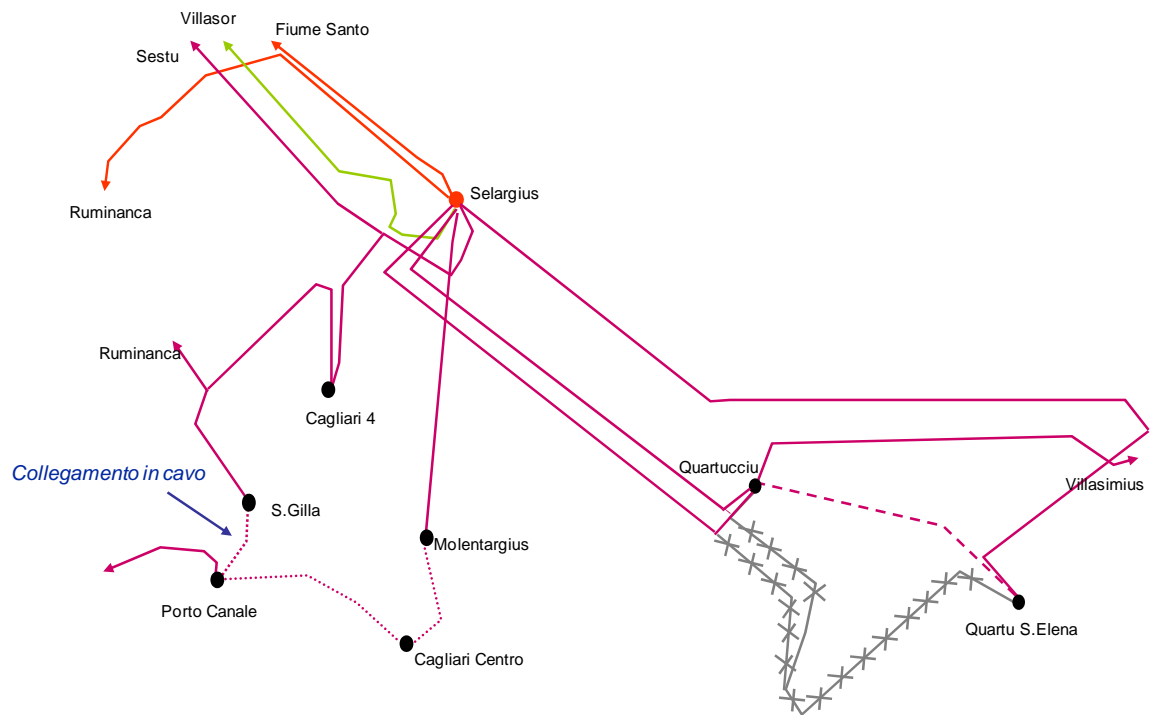 Villasor
Fiume Santo
Sestu
Selargius
Ruminanca
Ruminanca
Cagliari 4
Collegamento in cavo
Quartucciu
Villasimius
S.Gilla
Molentargius
Porto Canale
Quartu S.Elena
Cagliari Centro